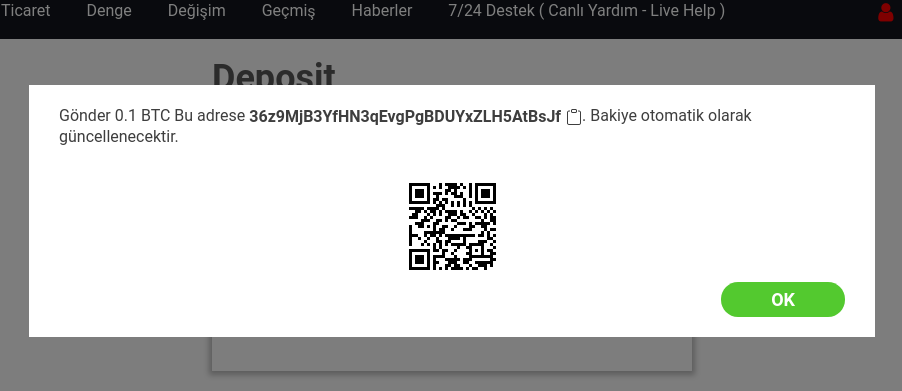 Ticaret Denge Değişim Geçmiş Haberler 7/24 Destek ( Canlı Yardım - Live Help )
Deposit
Gönder 0.1 BTC Bu adrese 36z9MjB3YfHN3qEvgPgBDUYxZLH5AtBsJf . Bakiye otomatik olarak
güncellenecektir.
OK